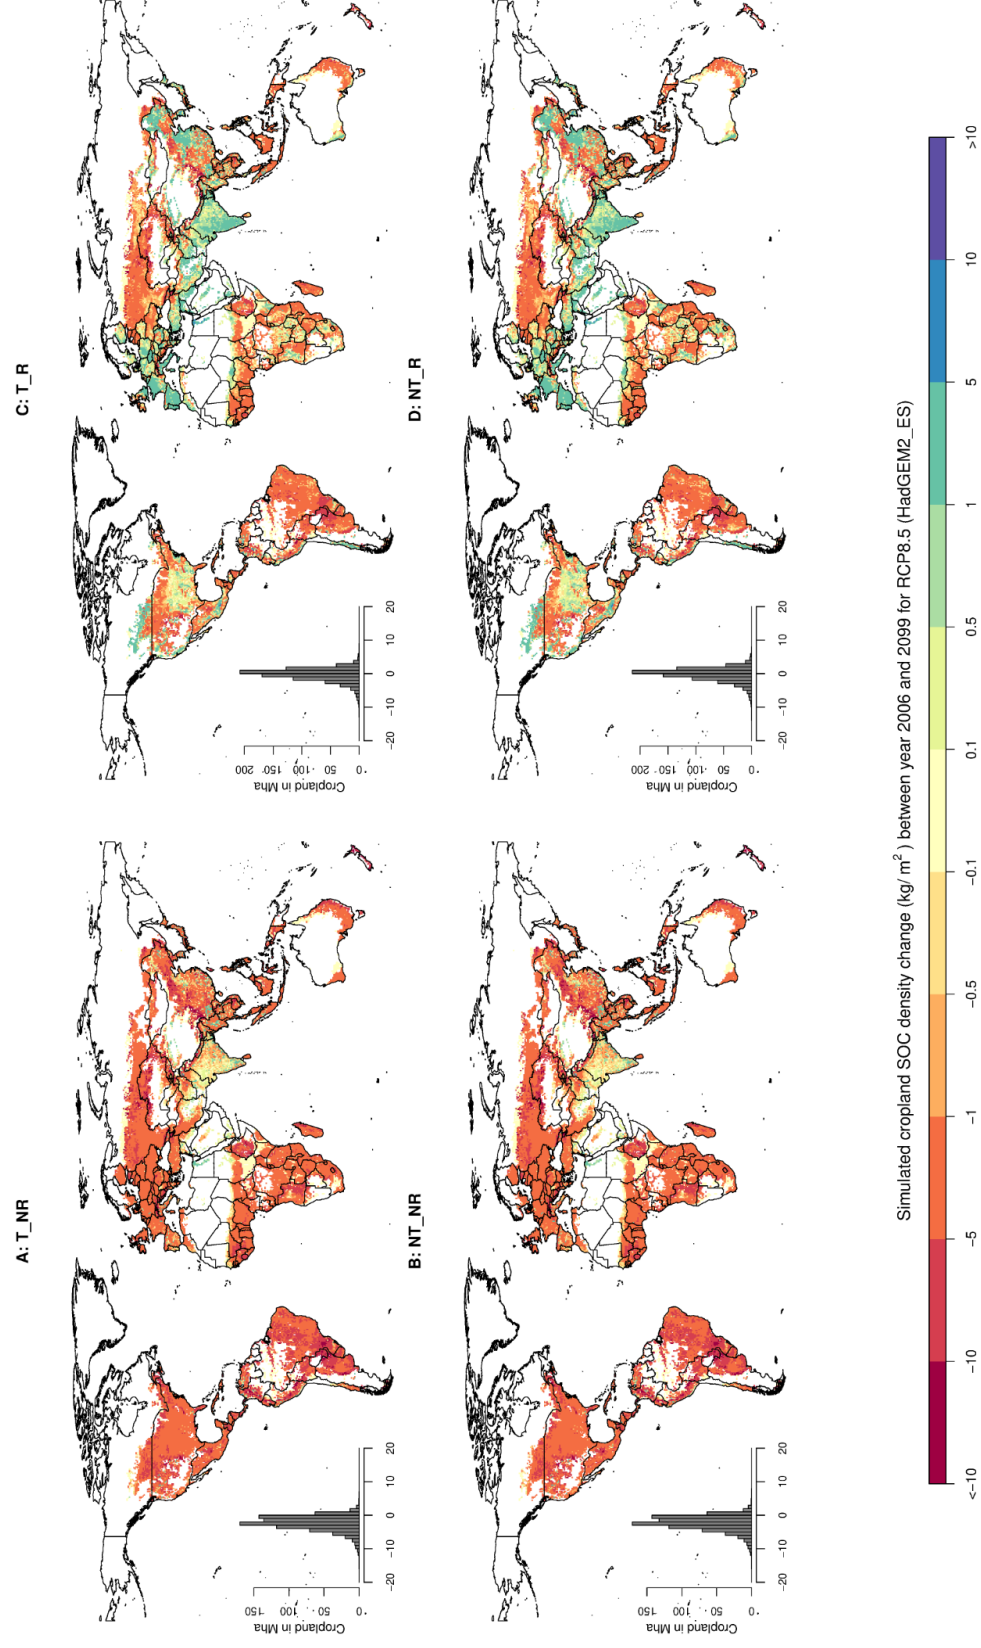 A: T_NR
C: T_R
Cropland in Mha
50 100 150
−20 −10 0 10 20
Cropland in Mha
50 100 150 200
−20 −10 0 10 20
B: NT_NR
D: NT_R
Cropland in Mha
50 100 150
−20 −10 0 10 20
Cropland in Mha
50 100 150 200
−20 −10 0 10 20
Simulated cropland SOC density change (kg/ m²) between year 2006 and 2099 for RCP8.5 (HadGEM2_ES)
<−10 −10 −5 −1 −0.5 −0.1 0.1 0.5 1 5 10 >10